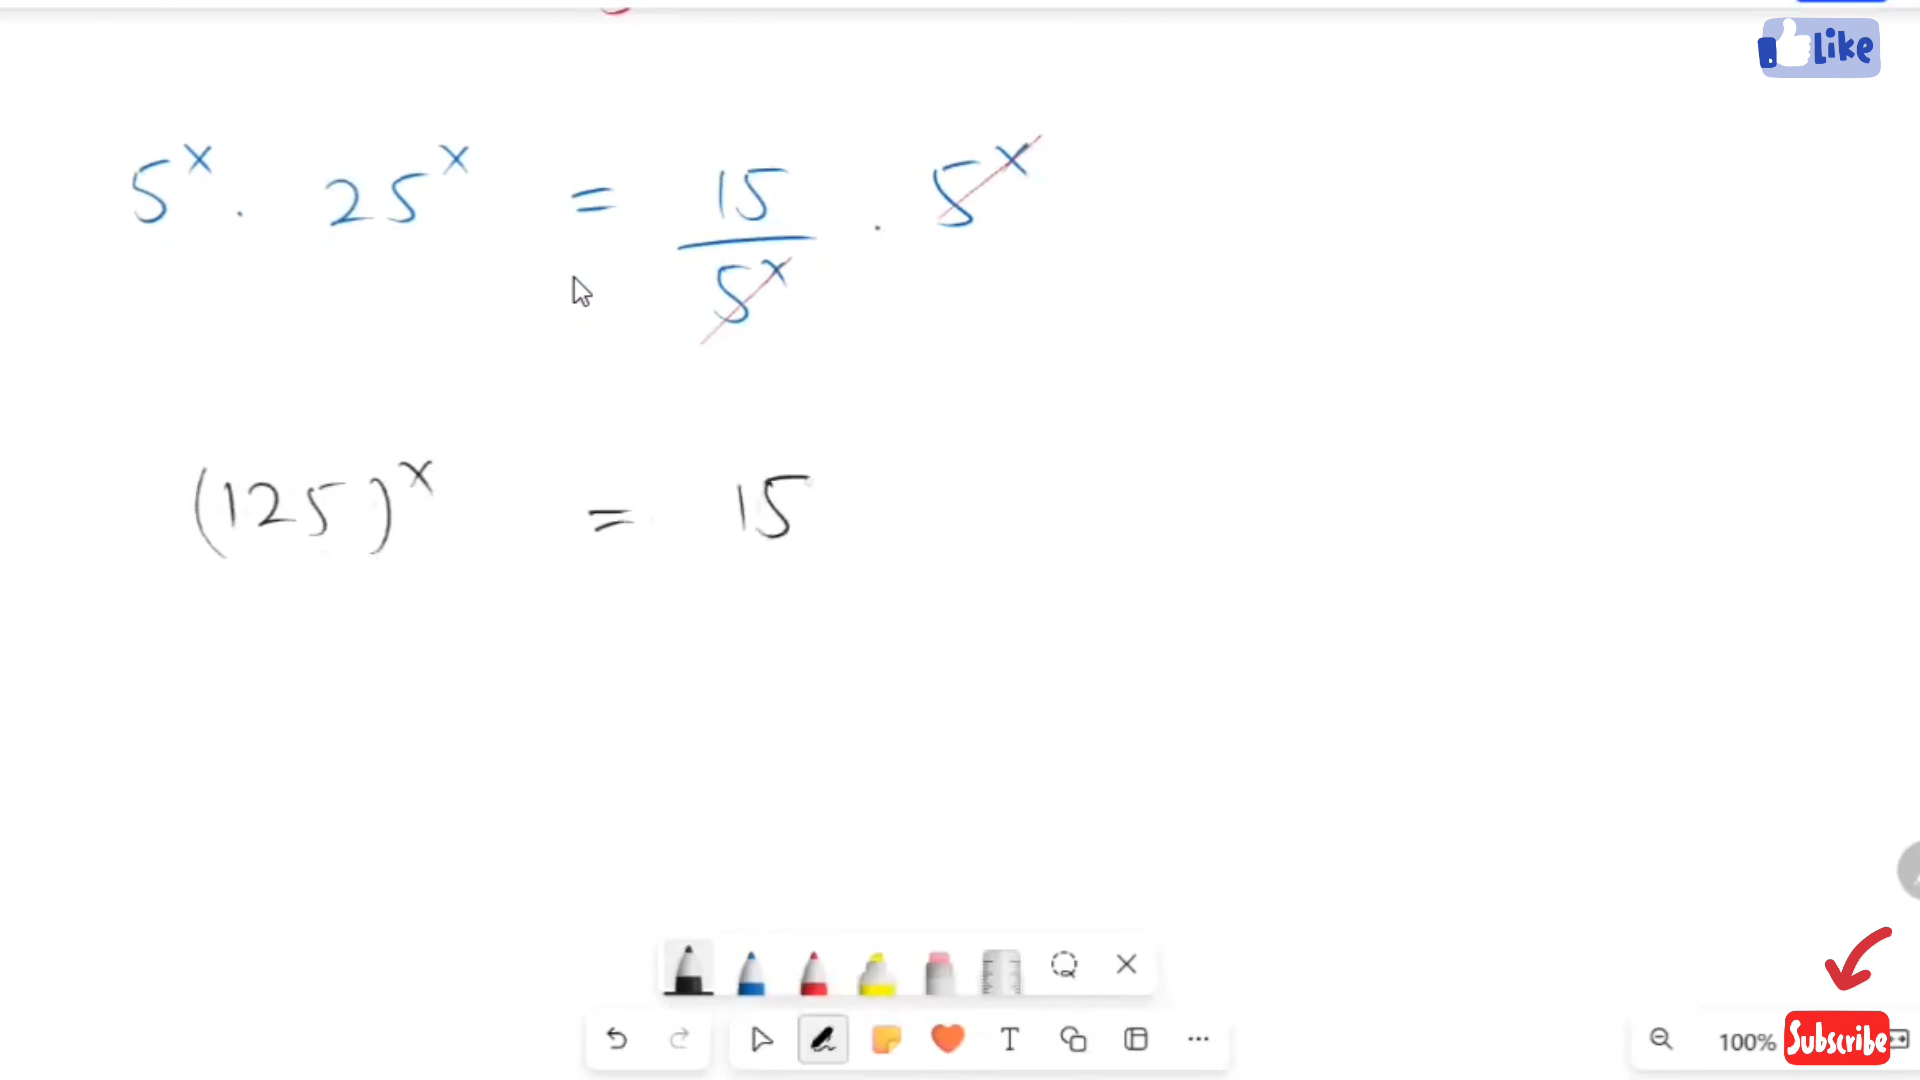 Like
5^x . 25^x = 15/5^x . 5^x
(125)^x = 15
T
100%
Subscribe